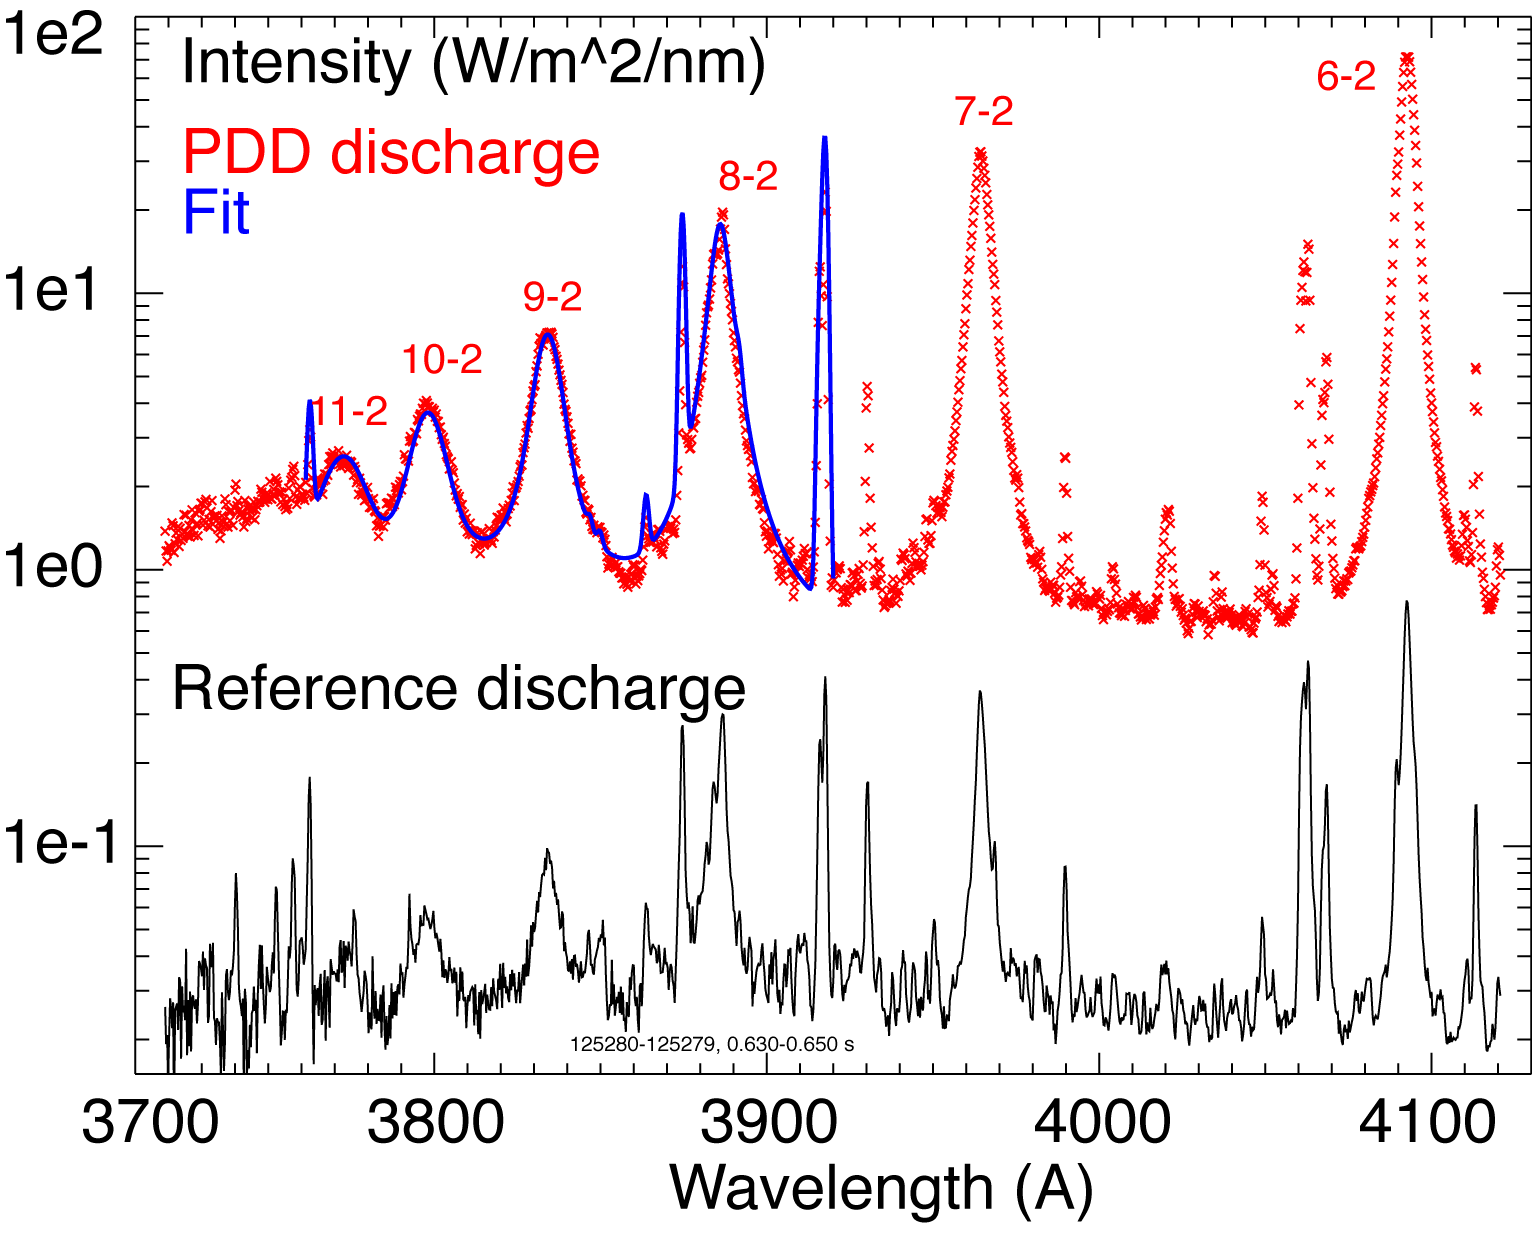 1e2
Intensity (W/m^2/nm)
6-2
7-2
PDD discharge
8-2
Fit
1e1
9-2
10-2
11-2
1e0
Reference discharge
1e-1
125280-125279, 0.630-0.650 s
3700 3800 3900 4000 4100
Wavelength (A)